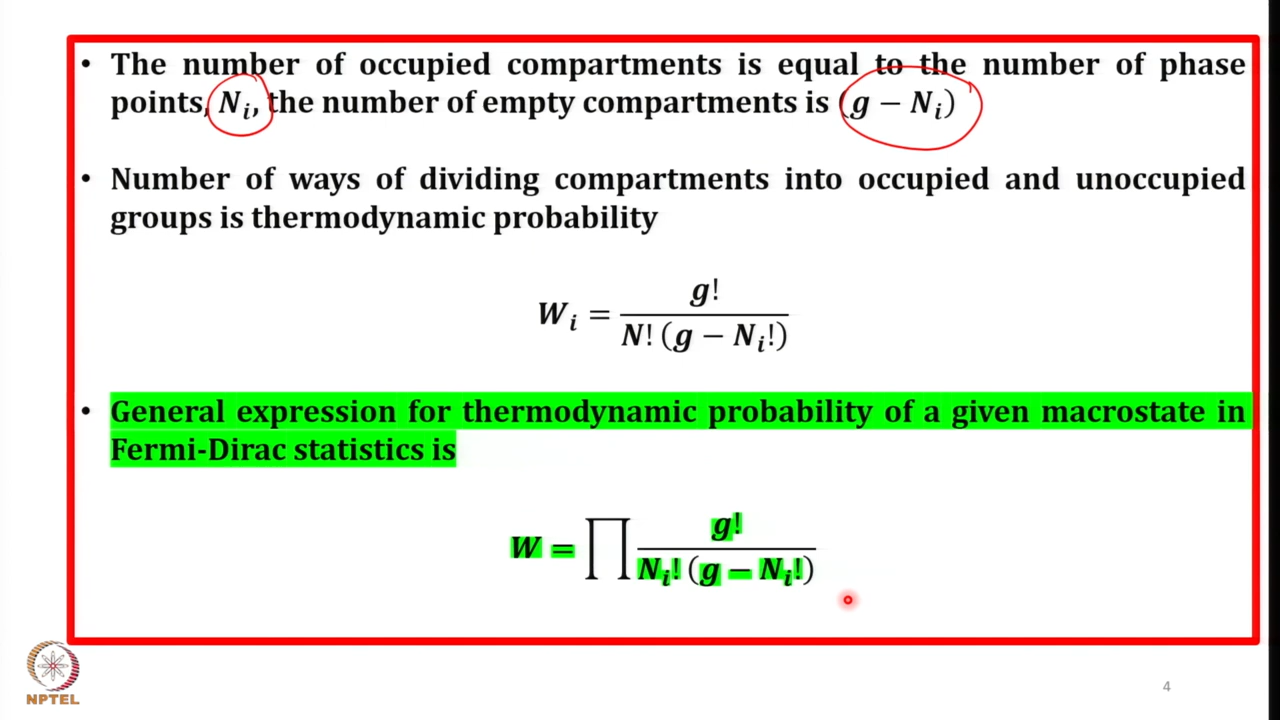 • The number of occupied compartments is equal to the number of phase
points, Nᵢ, the number of empty compartments is (g − Nᵢ)
• Number of ways of dividing compartments into occupied and unoccupied
groups is thermodynamic probability
Wᵢ = g! / N! (g − Nᵢ!)
• General expression for thermodynamic probability of a given macrostate in
Fermi-Dirac statistics is
W = ∏ g! / Nᵢ! (g − Nᵢ!)
NPTEL
4